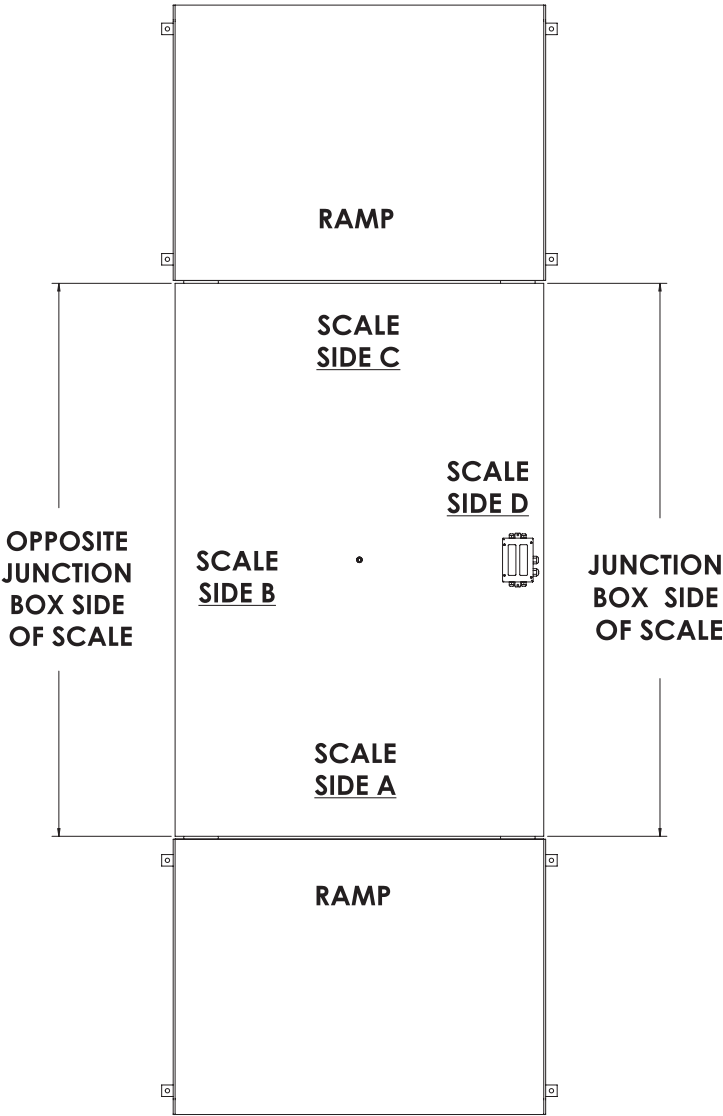 RAMP
SCALE
SIDE C
SCALE
SIDE D
OPPOSITE
JUNCTION
BOX SIDE
OF SCALE
SCALE
SIDE B
JUNCTION
BOX SIDE
OF SCALE
SCALE
SIDE A
RAMP